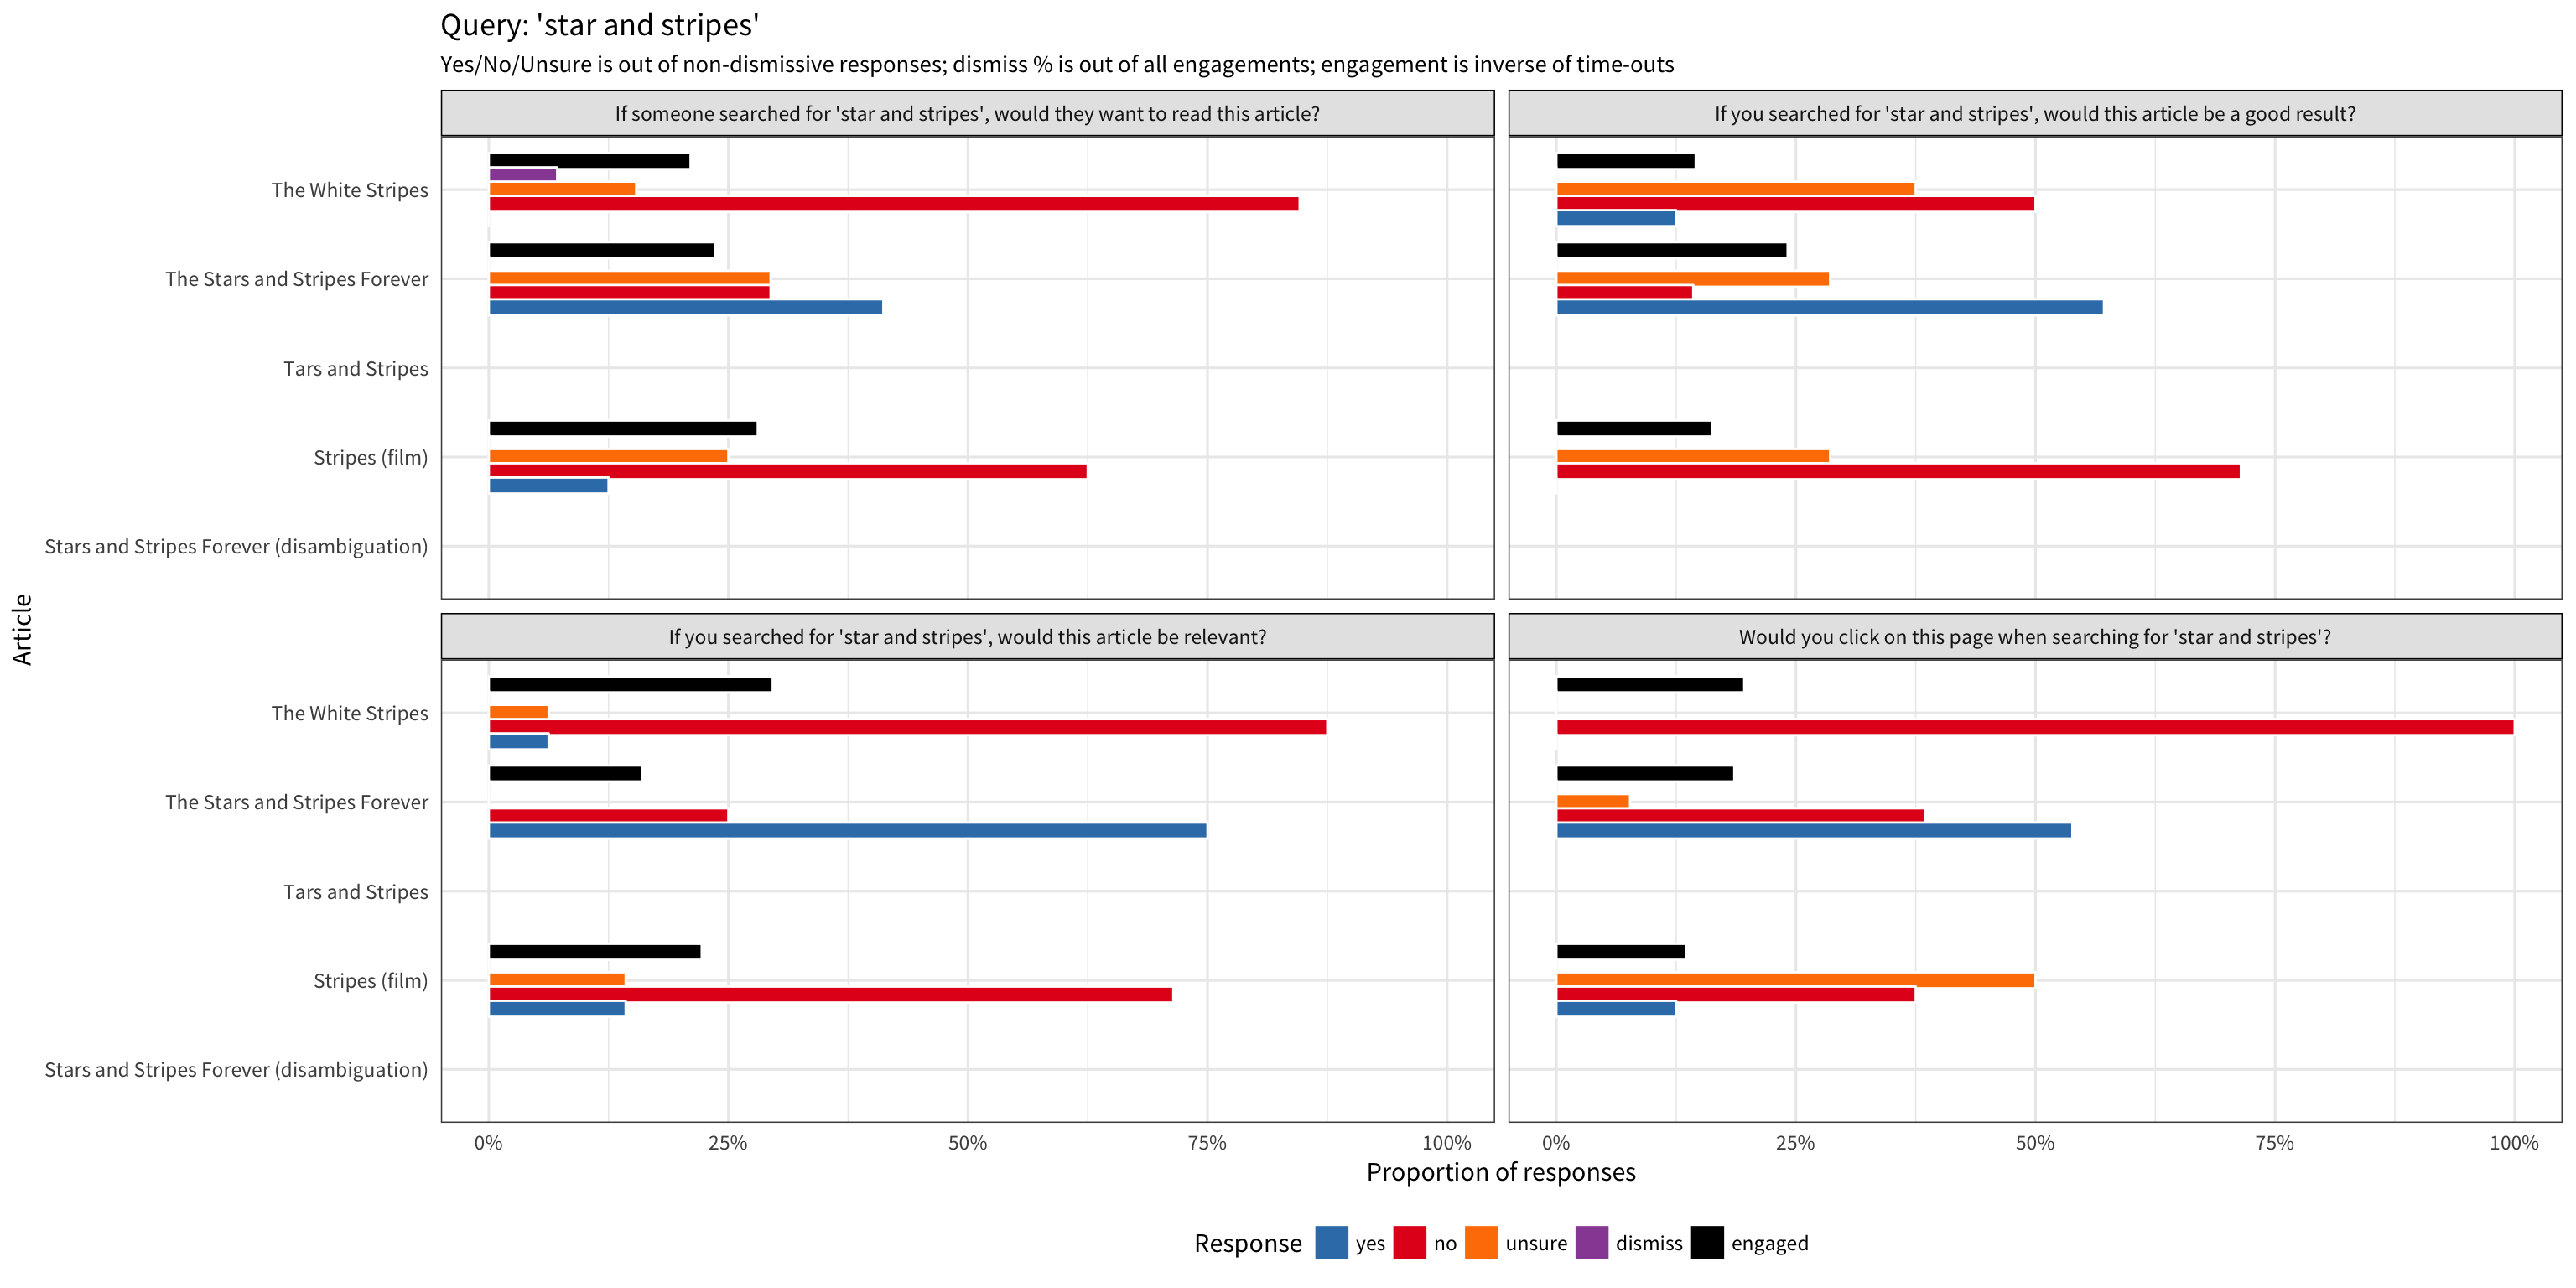 Query: 'star and stripes'
Yes/No/Unsure is out of non-dismissive responses; dismiss % is out of all engagements; engagement is inverse of time-outs
If someone searched for 'star and stripes', would they want to read this article?
If you searched for 'star and stripes', would this article be a good result?
The White Stripes
The Stars and Stripes Forever
Tars and Stripes
Stripes (film)
Stars and Stripes Forever (disambiguation)
Article
If you searched for 'star and stripes', would this article be relevant?
Would you click on this page when searching for 'star and stripes'?
The White Stripes
The Stars and Stripes Forever
Tars and Stripes
Stripes (film)
Stars and Stripes Forever (disambiguation)
0% 25% 50% 75% 100% 0% 25% 50% 75% 100%
Proportion of responses
Response yes no unsure dismiss engaged